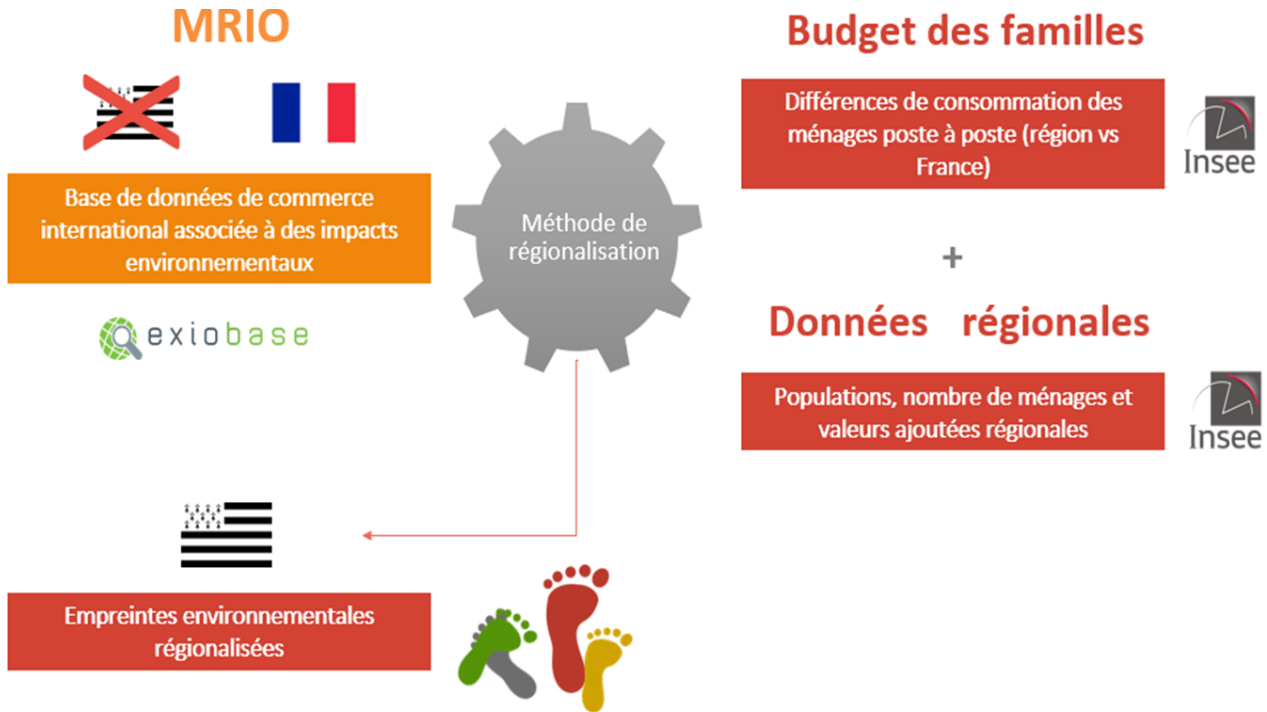 MRIO
Base de données de commerce
international associée à des impacts
environnementaux
exiobase
Méthode de
régionalisation
Budget des familles
Différences de consommation des
ménages poste à poste (région vs
France)
Insee
+
Données régionales
Populations, nombre de ménages et
valeurs ajoutées régionales
Insee
Empreintes environnementales
régionalisées